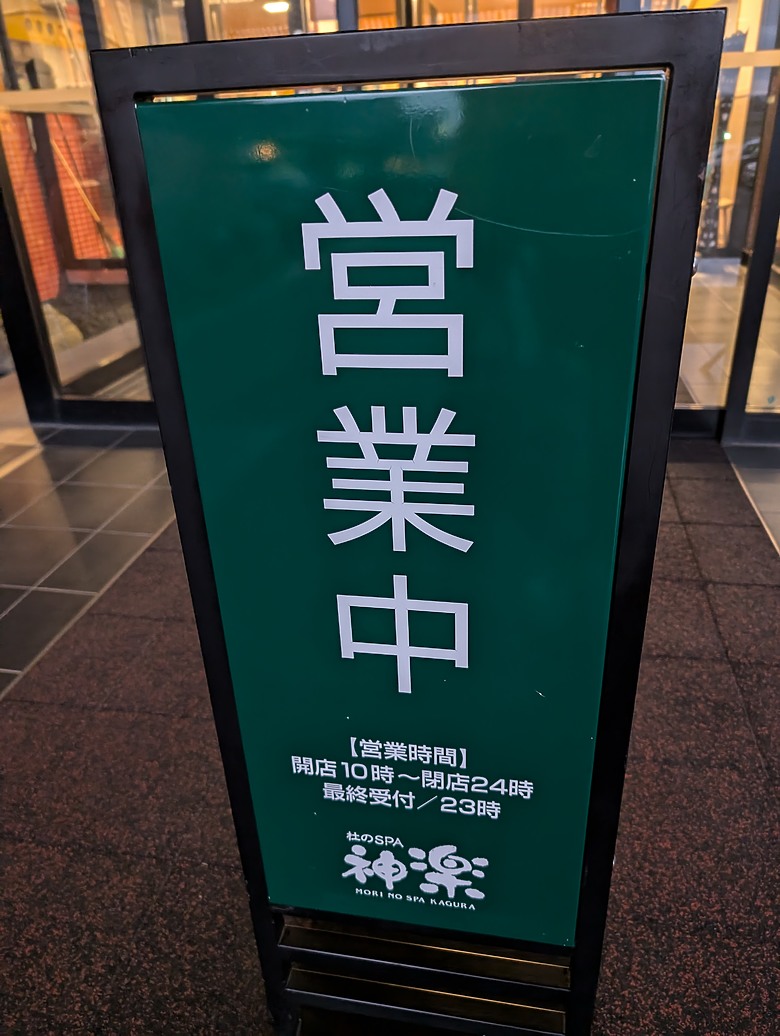 営業中
【営業時間】
開店10時～閉店24時
最終受付／23時
杜のSPA
神楽
MORI NO SPA KAGURA